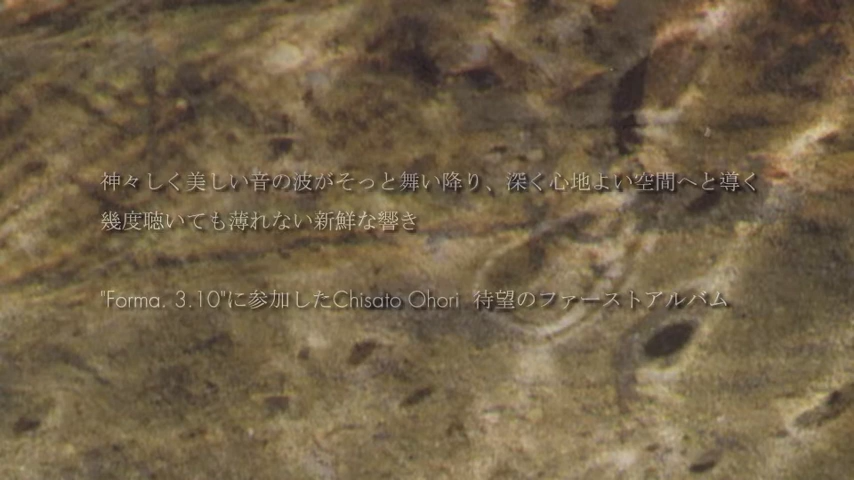 神々しく美しい音の波がそっと舞い降り、深く心地よい空間へと導く
幾度聴いても薄れない新鮮な響き
"Forma. 3.10"に参加したChisato Ohori 待望のファーストアルバム